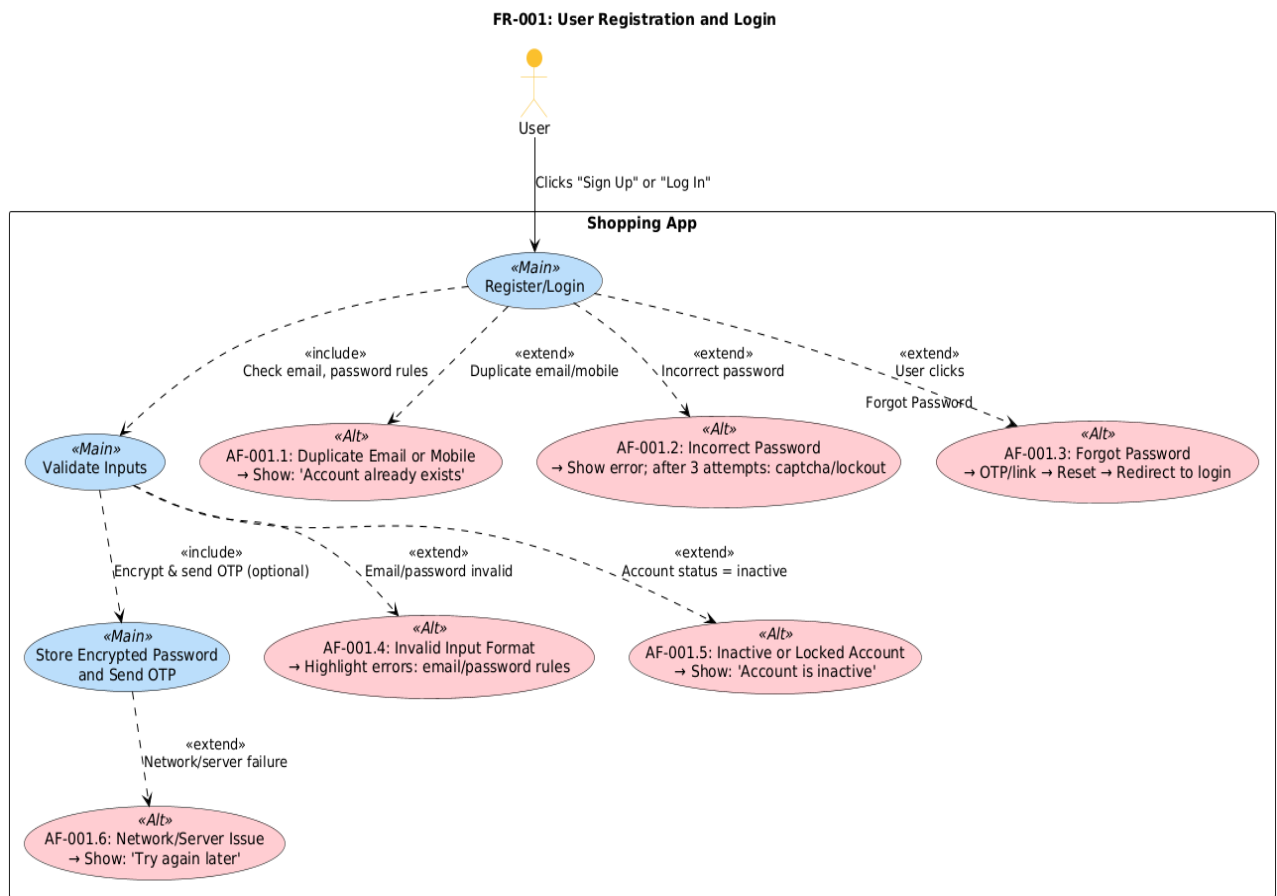 FR-001: User Registration and Login
User
Clicks "Sign Up" or "Log In"
Shopping App
«Main»
Register/Login
«include»
Check email, password rules
«extend»
Duplicate email/mobile
«extend»
Incorrect password
«extend»
User clicks
Forgot Password
«Main»
Validate Inputs
«Alt»
AF-001.1: Duplicate Email or Mobile
→ Show: 'Account already exists'
«Alt»
AF-001.2: Incorrect Password
→ Show error; after 3 attempts: captcha/lockout
«Alt»
AF-001.3: Forgot Password
→ OTP/link → Reset → Redirect to login
«include»
Encrypt & send OTP (optional)
«extend»
Email/password invalid
«extend»
Account status = inactive
«Main»
Store Encrypted Password
and Send OTP
«Alt»
AF-001.4: Invalid Input Format
→ Highlight errors: email/password rules
«Alt»
AF-001.5: Inactive or Locked Account
→ Show: 'Account is inactive'
«extend»
Network/server failure
«Alt»
AF-001.6: Network/Server Issue
→ Show: 'Try again later'